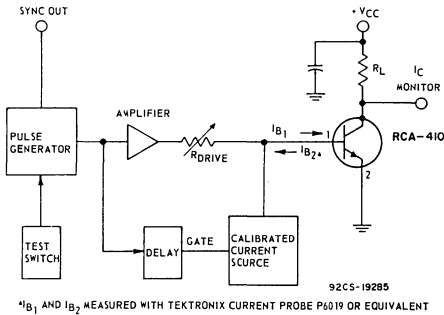 SYNC OUT
+ VCC
RL
IC
MONITOR
AMPLIFIER
PULSE
GENERATOR
RDRIVE
IB1
1
RCA-410
IB2▲
2
TEST
SWITCH
DELAY
GATE
CALIBRATED
CURRENT
SOURCE
92CS-19285
▲IB1 AND IB2 MEASURED WITH TEKTRONIX CURRENT PROBE P6019 OR EQUIVALENT